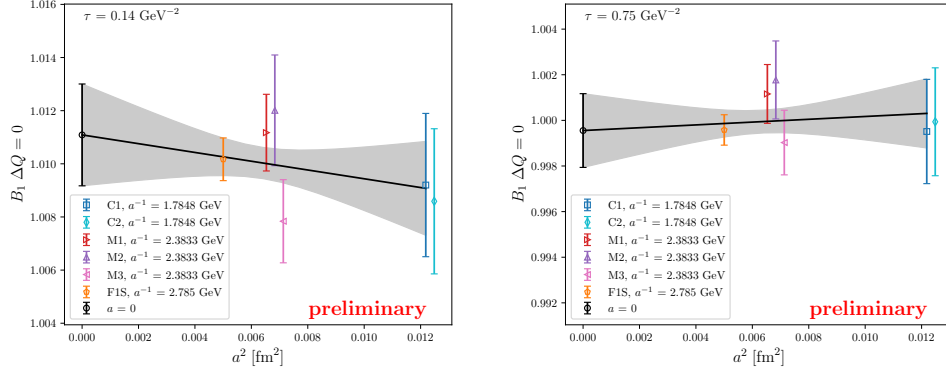 τ = 0.14 GeV⁻²
B₁ ΔQ = 0
1.016
1.014
1.012
1.010
1.008
1.006
1.004
C1, a⁻¹ = 1.7848 GeV
C2, a⁻¹ = 1.7848 GeV
M1, a⁻¹ = 2.3833 GeV
M2, a⁻¹ = 2.3833 GeV
M3, a⁻¹ = 2.3833 GeV
F1S, a⁻¹ = 2.785 GeV
a = 0
preliminary
0.000 0.002 0.004 0.006 0.008 0.010 0.012
a² [fm²]
τ = 0.75 GeV⁻²
B₁ ΔQ = 0
1.004
1.002
1.000
0.998
0.996
0.994
0.992
C1, a⁻¹ = 1.7848 GeV
C2, a⁻¹ = 1.7848 GeV
M1, a⁻¹ = 2.3833 GeV
M2, a⁻¹ = 2.3833 GeV
M3, a⁻¹ = 2.3833 GeV
F1S, a⁻¹ = 2.785 GeV
a = 0
preliminary
0.000 0.002 0.004 0.006 0.008 0.010 0.012
a² [fm²]